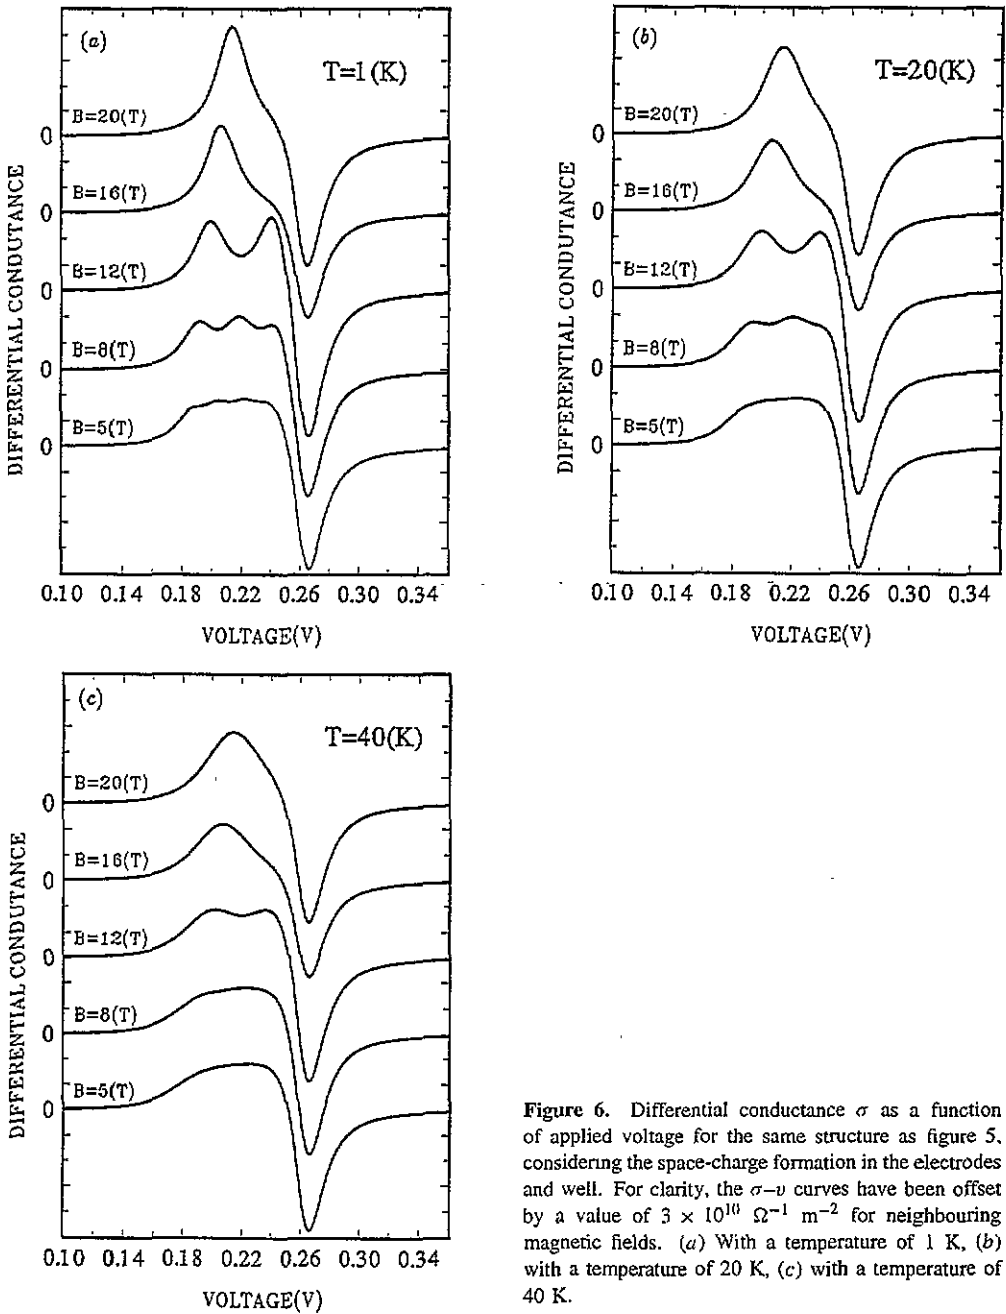 (a)
T=1(K)
B=20(T)
0
B=16(T)
0
B=12(T)
0
B=8(T)
0
B=5(T)
0
DIFFERENTIAL CONDUTANCE
0.10 0.14 0.18 0.22 0.26 0.30 0.34
VOLTAGE(V)
(b)
T=20(K)
B=20(T)
0
B=16(T)
0
B=12(T)
0
B=8(T)
0
B=5(T)
0
DIFFERENTIAL CONDUTANCE
0.10 0.14 0.18 0.22 0.26 0.30 0.34
VOLTAGE(V)
(c)
T=40(K)
B=20(T)
0
B=16(T)
0
B=12(T)
0
B=8(T)
0
B=5(T)
0
DIFFERENTIAL CONDUTANCE
0.10 0.14 0.18 0.22 0.26 0.30 0.34
VOLTAGE(V)
Figure 6. Differential conductance σ as a function
of applied voltage for the same structure as figure 5,
considering the space-charge formation in the electrodes
and well. For clarity, the σ–v curves have been offset
by a value of 3 × 10¹⁰ Ω⁻¹ m⁻² for neighbouring
magnetic fields. (a) With a temperature of 1 K, (b)
with a temperature of 20 K, (c) with a temperature of
40 K.